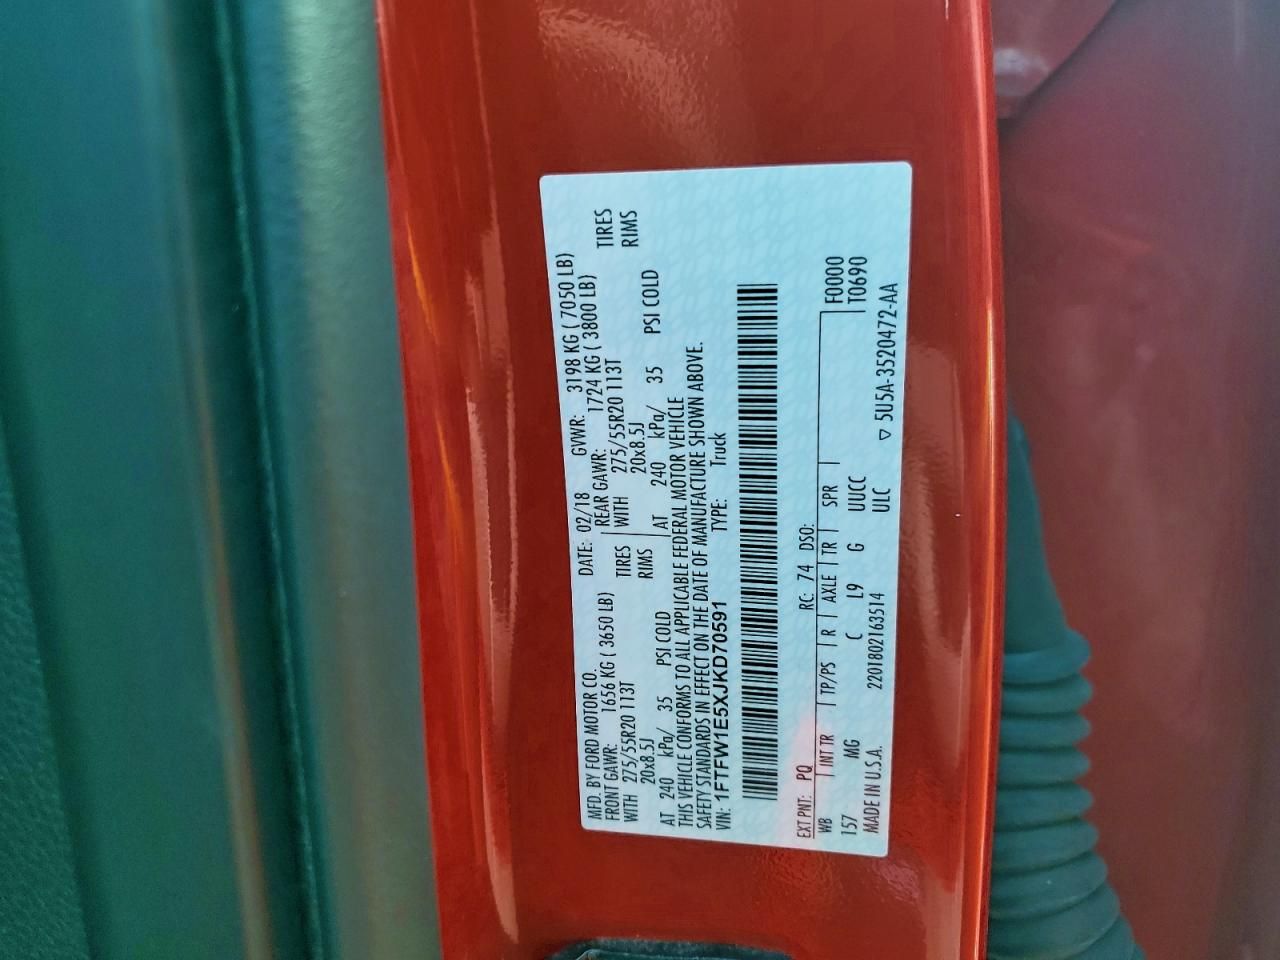 MFD. BY FORD MOTOR CO.
DATE: 02/18 GVWR: 3198 KG ( 7050 LB)
FRONT GAWR: 1656 KG ( 3650 LB) REAR GAWR: 1724 KG ( 3800 LB)
WITH 275/55R20 113T TIRES WITH 275/55R20 113T TIRES
20x8.5J RIMS 20x8.5J RIMS
AT 240 kPa/ 35 PSI COLD AT 240 kPa/ 35 PSI COLD
THIS VEHICLE CONFORMS TO ALL APPLICABLE FEDERAL MOTOR VEHICLE
SAFETY STANDARDS IN EFFECT ON THE DATE OF MANUFACTURE SHOWN ABOVE.
VIN: 1FTFW1E5XJKD70591 TYPE: Truck
EXT PNT: PQ RC: 74 DSO: F0000
WB INT TR TP/PS R AXLE TR SPR T0690
157 MG C L9 G UUCC
MADE IN U.S.A. 2201802163514 ULC ▽ 5U5A-3520472-AA